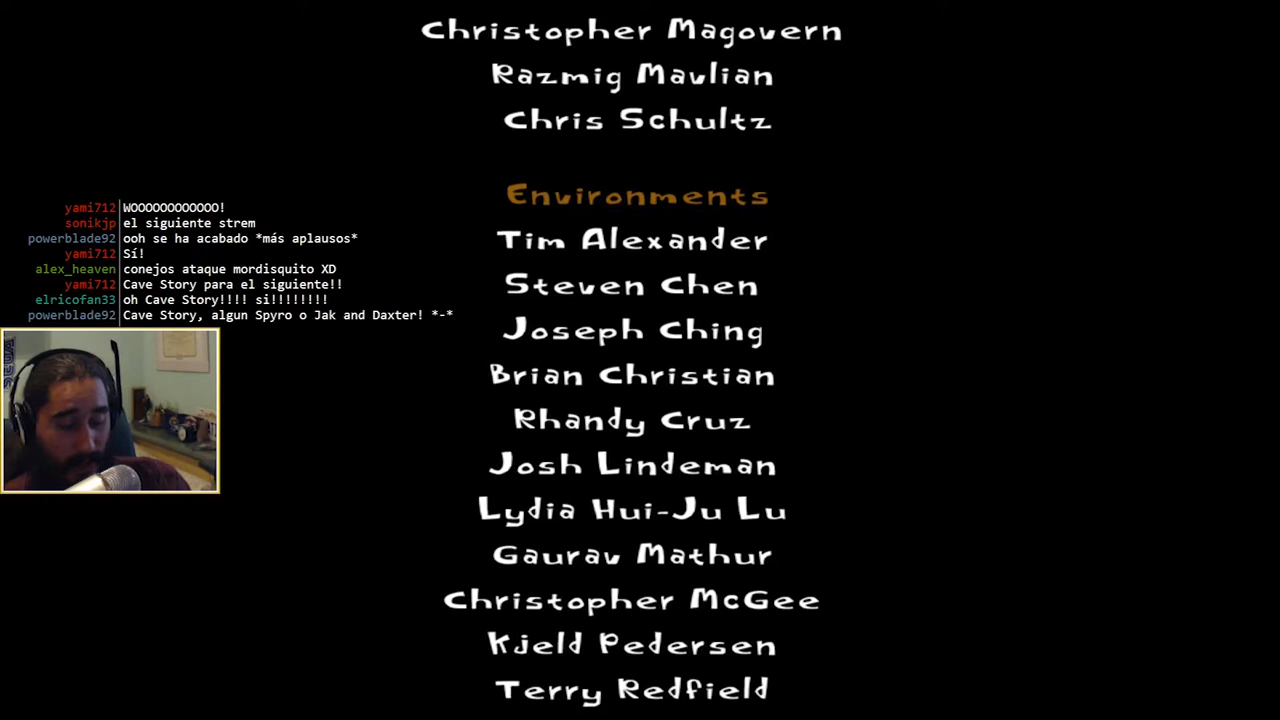 Christopher Magovern
Razmig Mavlian
Chris Schultz
Environments
Tim Alexander
Steven Chen
Joseph Ching
Brian Christian
Rhandy Cruz
Josh Lindeman
Lydia Hui-Ju Lu
Gaurav Mathur
Christopher McGee
Kjeld Pedersen
Terry Redfield
yami712 WOOOOOOOOOOO!
sonikjp el siguiente strem
powerblade92 ooh se ha acabado *más aplausos*
yami712 Sí!
alex_heaven conejos ataque mordisquito XD
yami712 Cave Story para el siguiente!!
elricofan33 oh Cave Story!!!! si!!!!!!!!
powerblade92 Cave Story, algun Spyro o Jak and Daxter! *-*
SEGA